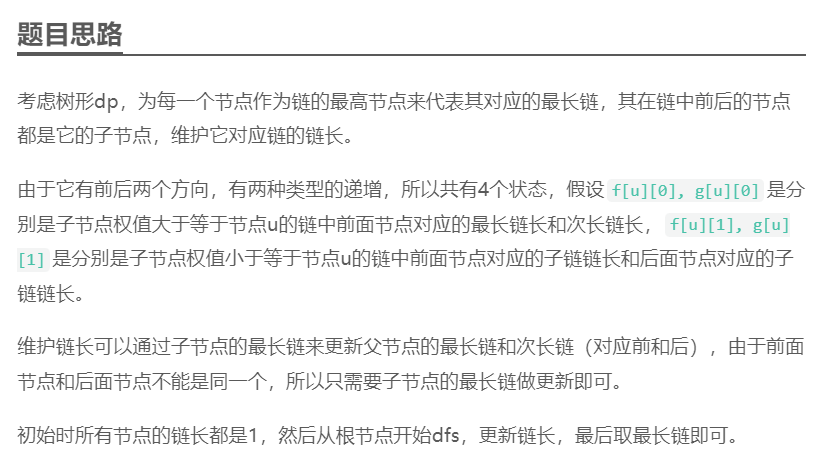 题目思路
考虑树形dp，为每一个节点作为链的最高节点来代表其对应的最长链，其在链中前后的节点
都是它的子节点，维护它对应链的链长。
由于它有前后两个方向，有两种类型的递增，所以共有4个状态，假设 f[u][0], g[u][0] 是分
别是子节点权值大于等于节点u的链中前面节点对应的最长链长和次长链长， f[u][1], g[u]
[1] 是分别是子节点权值小于等于节点u的链中前面节点对应的子链链长和后面节点对应的子
链链长。
维护链长可以通过子节点的最长链来更新父节点的最长链和次长链（对应前和后），由于前面
节点和后面节点不能是同一个，所以只需要子节点的最长链做更新即可。
初始时所有节点的链长都是1，然后从根节点开始dfs，更新链长，最后取最长链即可。